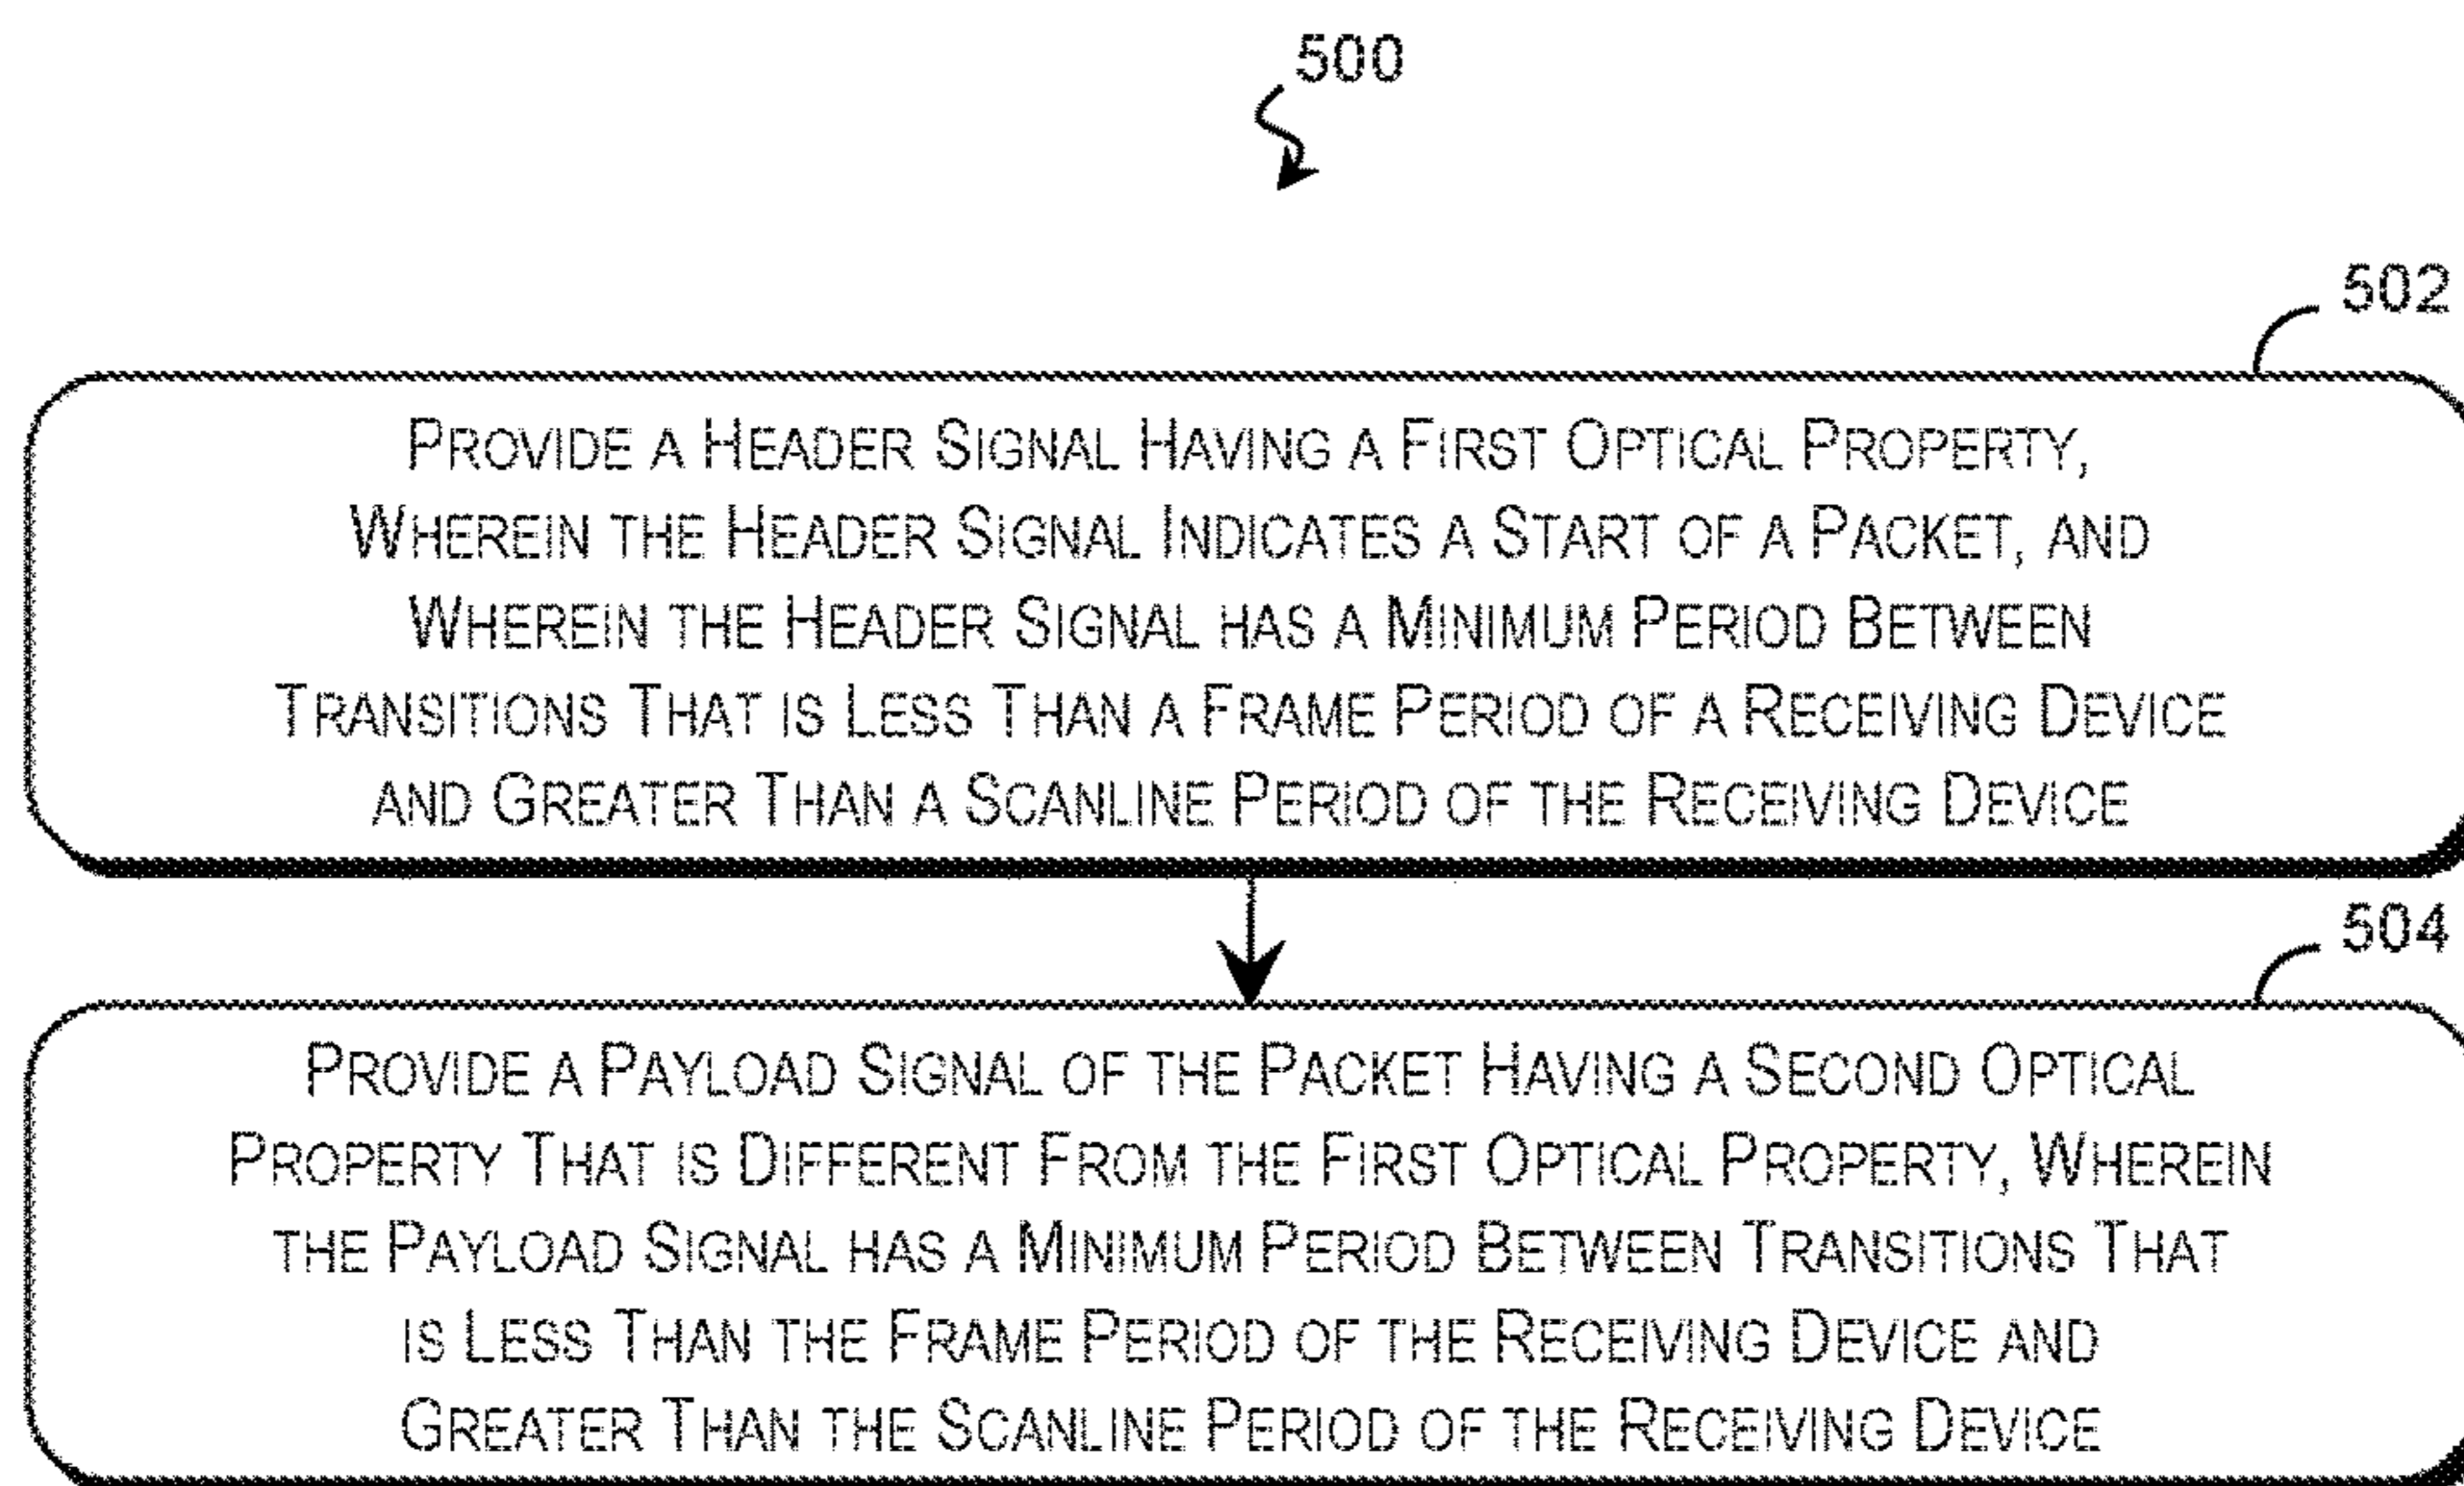 500
502
PROVIDE A HEADER SIGNAL HAVING A FIRST OPTICAL PROPERTY,
WHEREIN THE HEADER SIGNAL INDICATES A START OF A PACKET, AND
WHEREIN THE HEADER SIGNAL HAS A MINIMUM PERIOD BETWEEN
TRANSITIONS THAT IS LESS THAN A FRAME PERIOD OF A RECEIVING DEVICE
AND GREATER THAN A SCANLINE PERIOD OF THE RECEIVING DEVICE
504
PROVIDE A PAYLOAD SIGNAL OF THE PACKET HAVING A SECOND OPTICAL
PROPERTY THAT IS DIFFERENT FROM THE FIRST OPTICAL PROPERTY, WHEREIN
THE PAYLOAD SIGNAL HAS A MINIMUM PERIOD BETWEEN TRANSITIONS THAT
IS LESS THAN THE FRAME PERIOD OF THE RECEIVING DEVICE AND
GREATER THAN THE SCANLINE PERIOD OF THE RECEIVING DEVICE